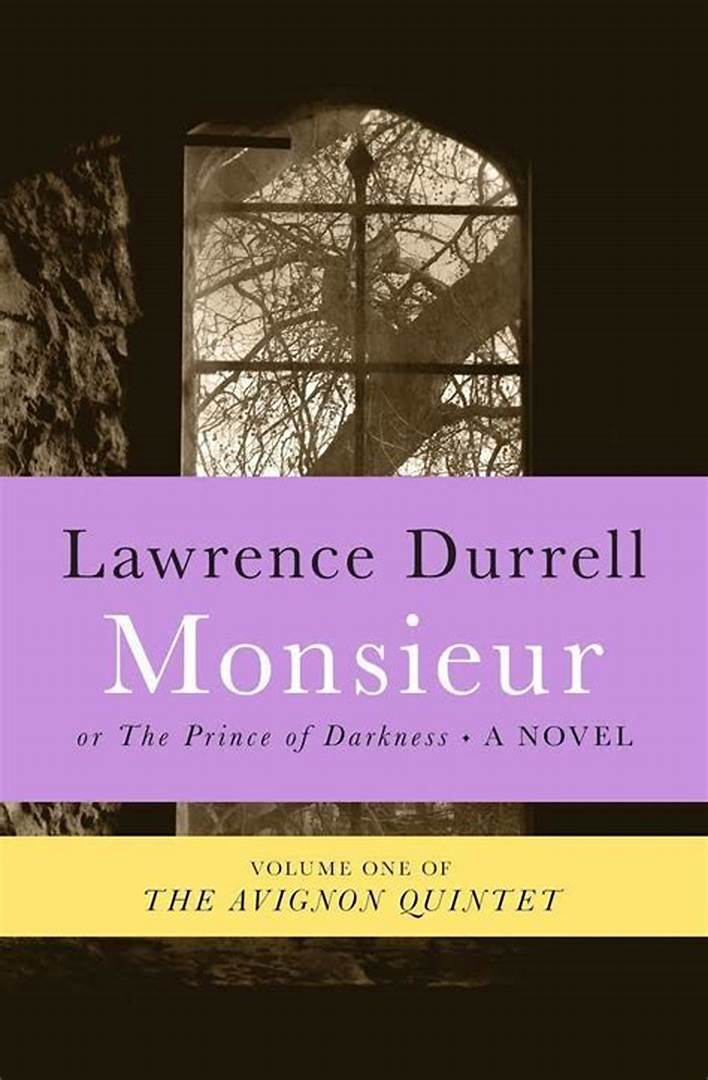 Lawrence Durrell
Monsieur
or The Prince of Darkness • A NOVEL
VOLUME ONE OF
THE AVIGNON QUINTET